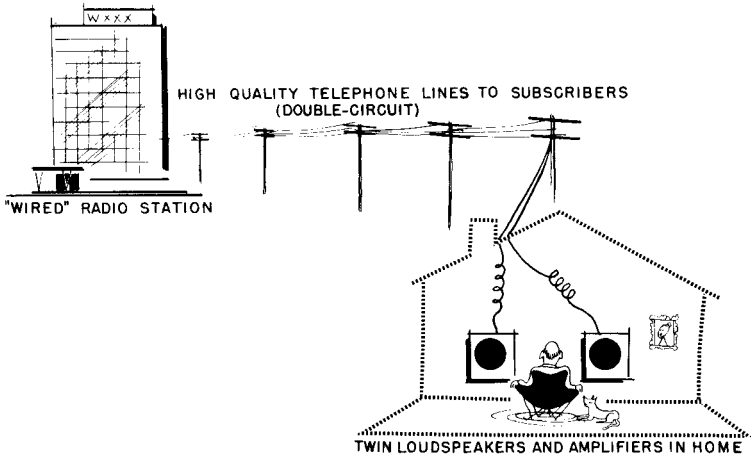 WXXX
HIGH QUALITY TELEPHONE LINES TO SUBSCRIBERS
(DOUBLE-CIRCUIT)
"WIRED" RADIO STATION
TWIN LOUDSPEAKERS AND AMPLIFIERS IN HOME